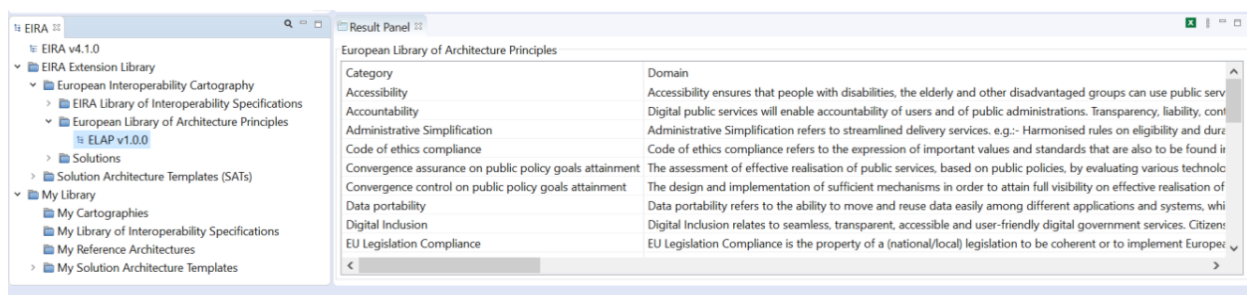 EIRA
EIRA v4.1.0
EIRA Extension Library
European Interoperability Cartography
EIRA Library of Interoperability Specifications
European Library of Architecture Principles
ELAP v1.0.0
Solutions
Solution Architecture Templates (SATs)
My Library
My Cartographies
My Library of Interoperability Specifications
My Reference Architectures
My Solution Architecture Templates
Result Panel
European Library of Architecture Principles
Category Domain
Accessibility Accessibility ensures that people with disabilities, the elderly and other disadvantaged groups can use public serv
Accountability Digital public services will enable accountability of users and of public administrations. Transparency, liability, cont
Administrative Simplification Administrative Simplification refers to streamlined delivery services. e.g.:- Harmonised rules on eligibility and dura
Code of ethics compliance Code of ethics compliance refers to the expression of important values and standards that are also to be found in
Convergence assurance on public policy goals attainment The assessment of effective realisation of public services, based on public policies, by evaluating various technolo
Convergence control on public policy goals attainment The design and implementation of sufficient mechanisms in order to attain full visibility on effective realisation of
Data portability Data portability refers to the ability to move and reuse data easily among different applications and systems, whi
Digital Inclusion Digital Inclusion relates to seamless, transparent, accessible and user-friendly digital government services. Citizens
EU Legislation Compliance EU Legislation Compliance is the property of a (national/local) legislation to be coherent or to implement Europea